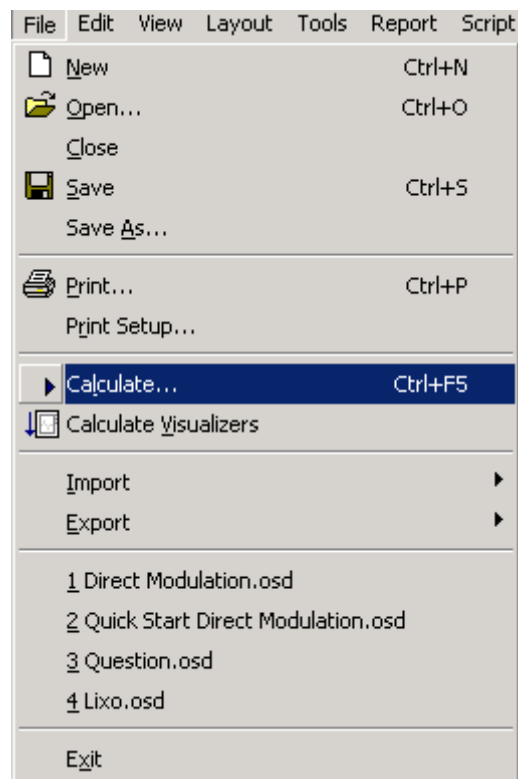 File Edit View Layout Tools Report Script
New Ctrl+N
Open... Ctrl+O
Close
Save Ctrl+S
Save As...
Print... Ctrl+P
Print Setup...
Calculate... Ctrl+F5
Calculate Visualizers
Import
Export
1 Direct Modulation.osd
2 Quick Start Direct Modulation.osd
3 Question.osd
4 Lixo.osd
Exit